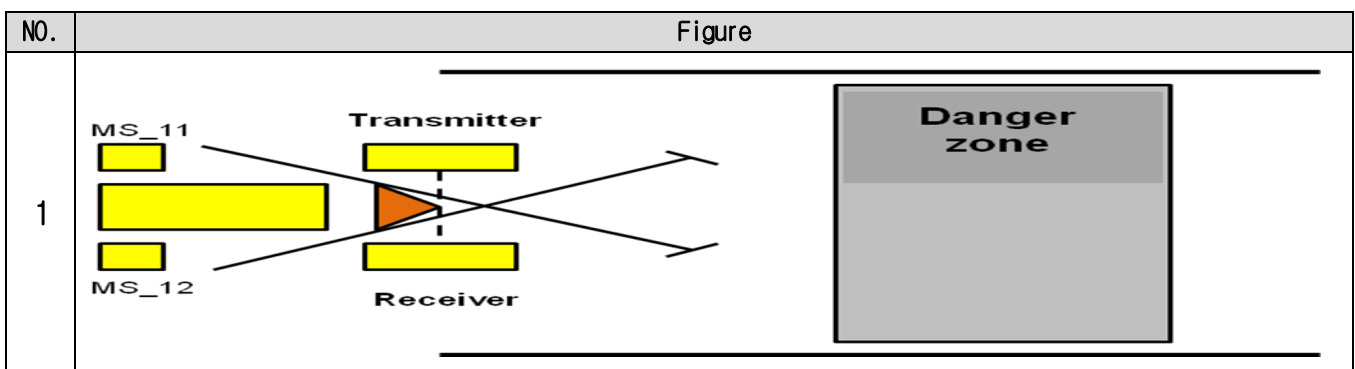 NO.
Figure
1
MS_11
Transmitter
Danger
zone
MS_12
Receiver